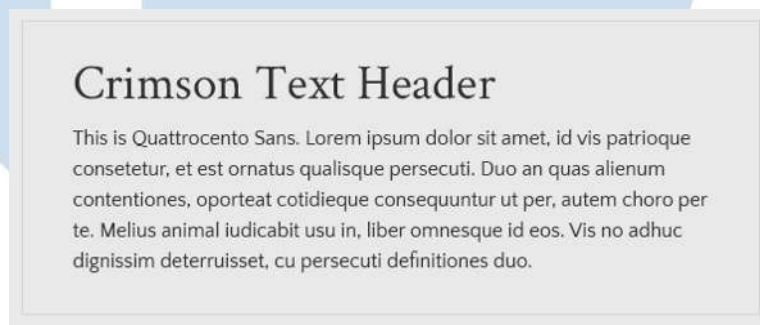 Crimson Text Header
This is Quattrocento Sans. Lorem ipsum dolor sit amet, id vis patrioque
consetetur, et est ornatus qualisque persecuti. Duo an quas alienum
contentiones, oporteat cotidieque consequuntur ut per, autem choro per
te. Melius animal iudicabit usu in, liber omnesque id eos. Vis no adhuc
dignissim deterruisset, cu persecuti definitiones duo.